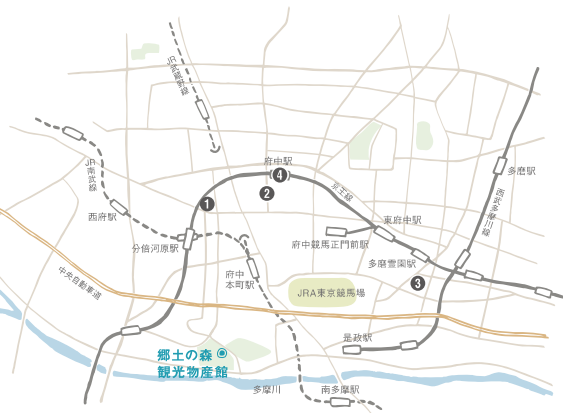 JR武蔵野線
府中駅
4
2
1
京王線
多磨駅
西武多摩川線
JR南武線
西府駅
分倍河原駅
東府中駅
府中競馬正門前駅
多磨霊園駅
3
府中
本町駅
中央自動車道
JRA東京競馬場
是政駅
郷土の森
観光物産館
多摩川
南多摩駅